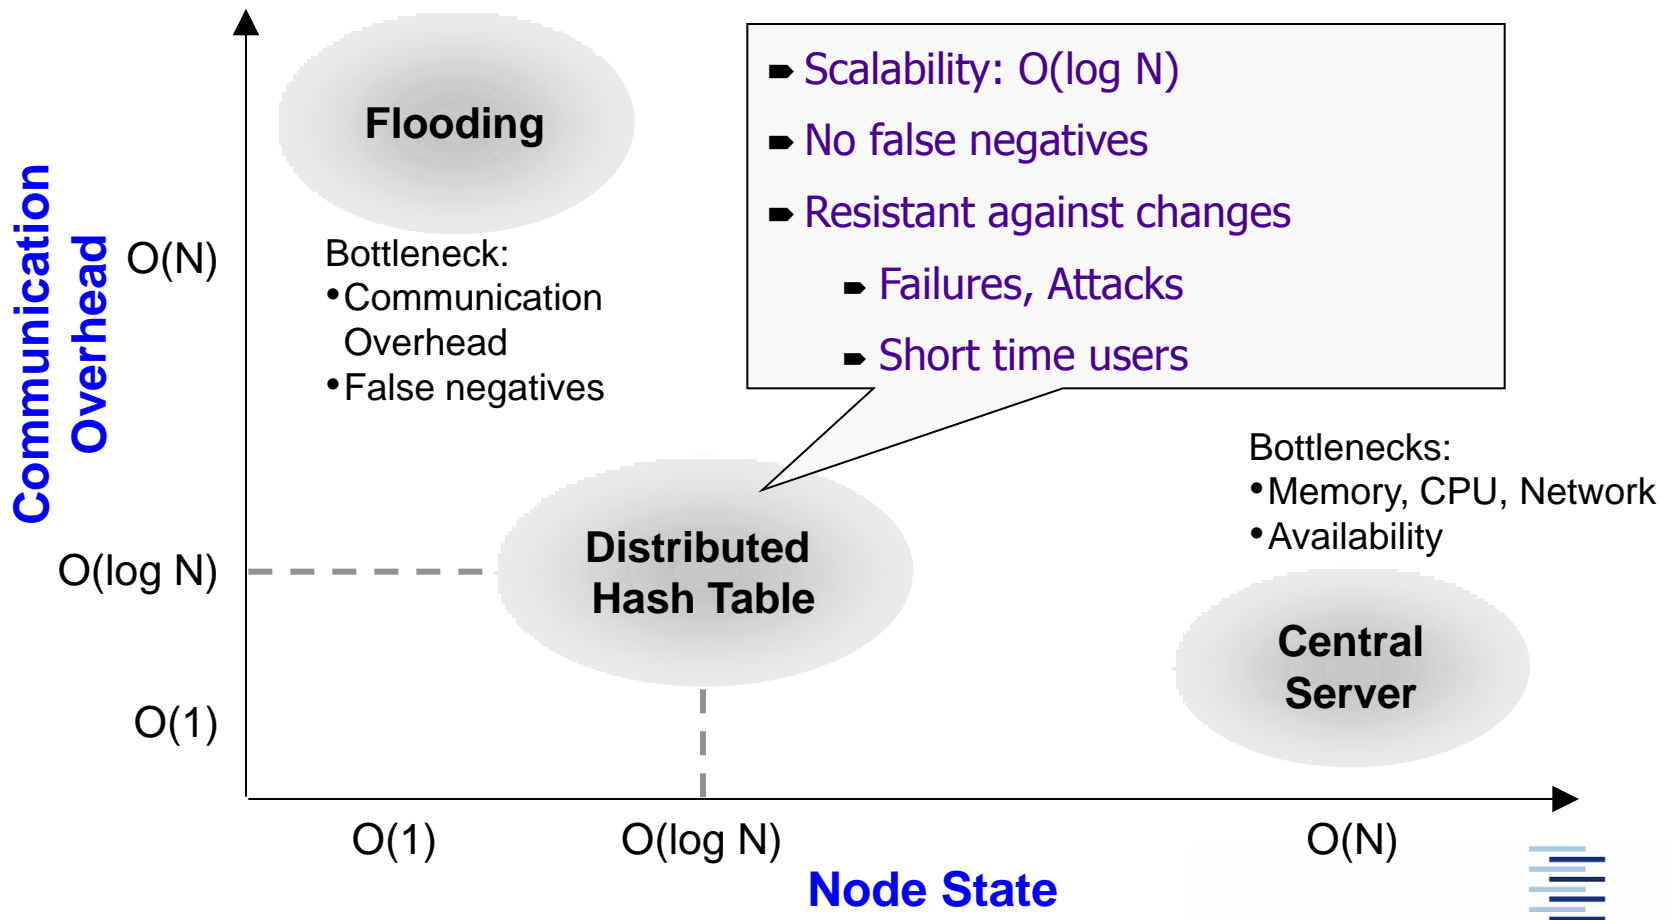 Communication
Overhead
O(N)
O(log N)
O(1)
Flooding
Bottleneck:
•Communication
Overhead
•False negatives
Scalability: O(log N)
No false negatives
Resistant against changes
Failures, Attacks
Short time users
Distributed
Hash Table
Bottlenecks:
•Memory, CPU, Network
•Availability
Central
Server
O(1)
O(log N)
O(N)
Node State